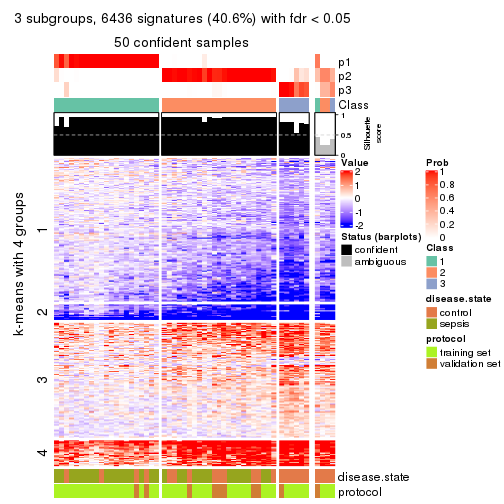 3 subgroups, 6436 signatures (40.6%) with fdr < 0.05
50 confident samples
p1
p2
p3
Class
1
0.5
0
Silhouette
score
k-means with 4 groups
1
2
3
4
disease.state
protocol
Value
2
1
0
-1
-2
Status (barplots)
confident
ambiguous
Prob
1
0.8
0.6
0.4
0.2
0
Class
1
2
3
disease.state
control
sepsis
protocol
training set
validation set